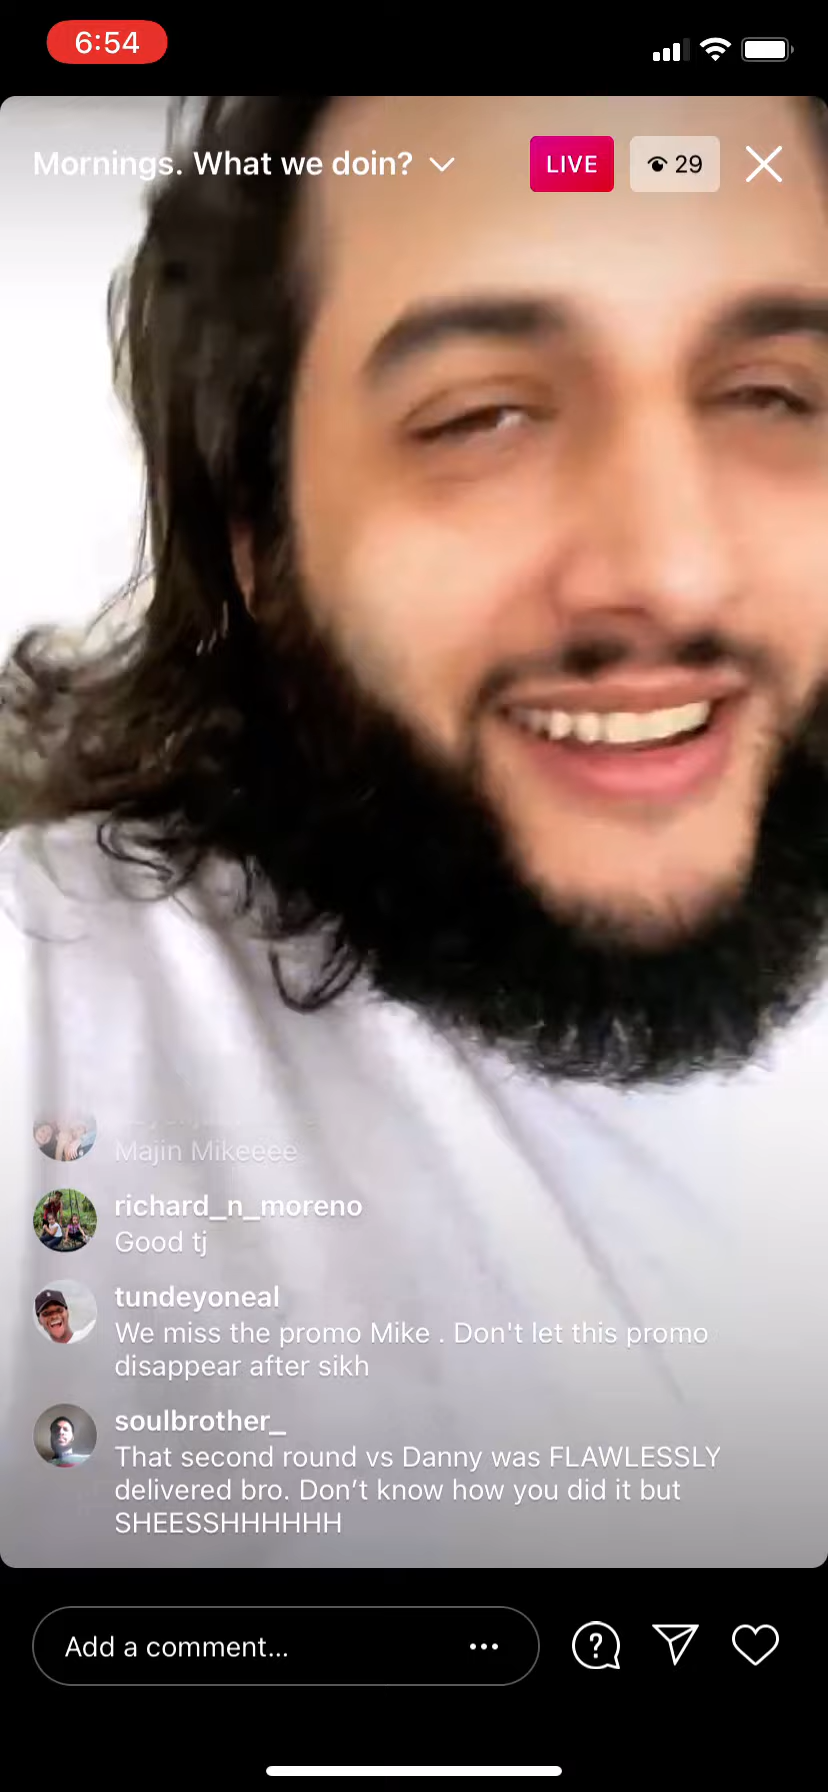 6:54
Mornings. What we doin?
LIVE
29
Majin Mikeeee
richard_n_moreno
Good tj
tundeyoneal
We miss the promo Mike . Don't let this promo
disappear after sikh
soulbrother_
That second round vs Danny was FLAWLESSLY
delivered bro. Don’t know how you did it but
SHEESSHHHHHH
Add a comment...